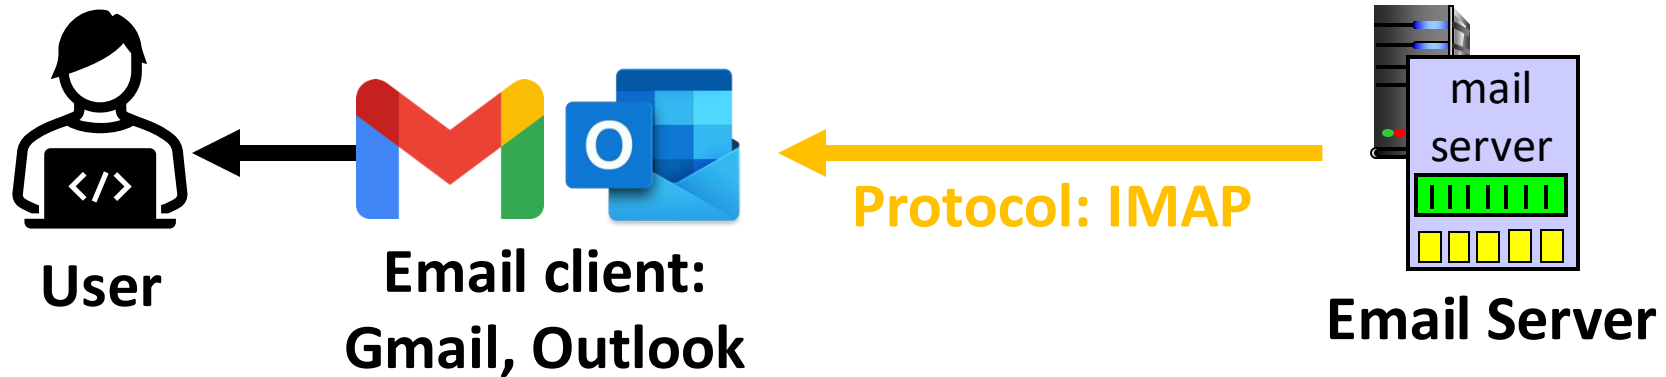 mail
server
</>
O
Protocol: IMAP
User
Email client:
Gmail, Outlook
Email Server